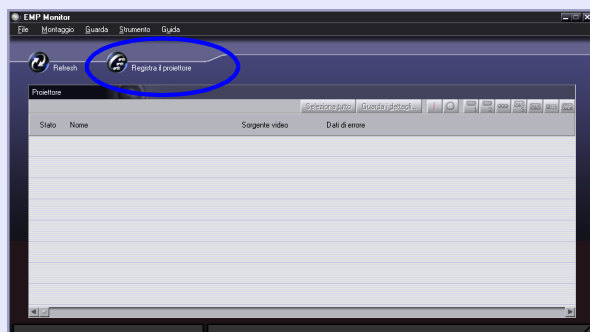 EMP Monitor
File Montaggio Guarda Strumento Guida
Refresh Registra il proiettore
Proiettore
Seleziona tutto Guarda i dettagli...
Stato Nome Sorgente video Dati di errore